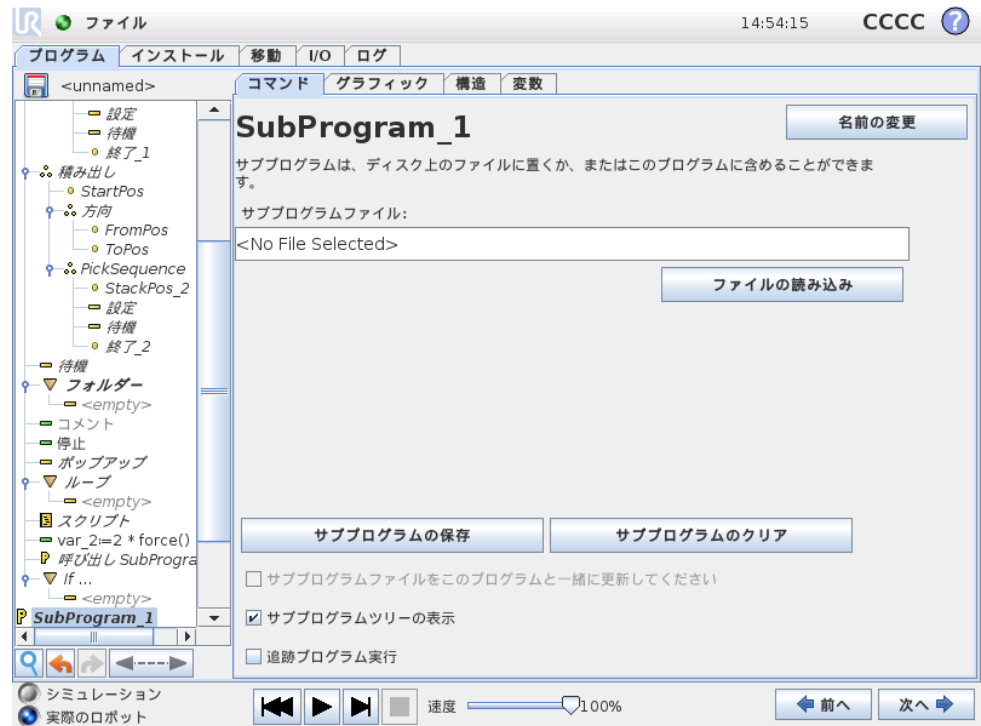 UR ファイル 14:54:15 CCCC ?
プログラム インストール 移動 I/O ログ
<unnamed>
コマンド グラフィック 構造 変数
設定
待機
終了_1
積み出し
StartPos
方向
FromPos
ToPos
PickSequence
StackPos_2
設定
待機
終了_2
待機
フォルダー
<empty>
コメント
停止
ポップアップ
ループ
<empty>
スクリプト
var_2≔2 * force()
呼び出し SubProgra
If ...
<empty>
SubProgram_1
SubProgram_1
名前の変更
サブプログラムは、ディスク上のファイルに置くか、またはこのプログラムに含めることができま
す。
サブプログラムファイル:
<No File Selected>
ファイルの読み込み
サブプログラムの保存 サブプログラムのクリア
サブプログラムファイルをこのプログラムと一緒に更新してください
サブプログラムツリーの表示
追跡プログラム実行
シミュレーション
実際のロボット
速度 100%
前へ 次へ